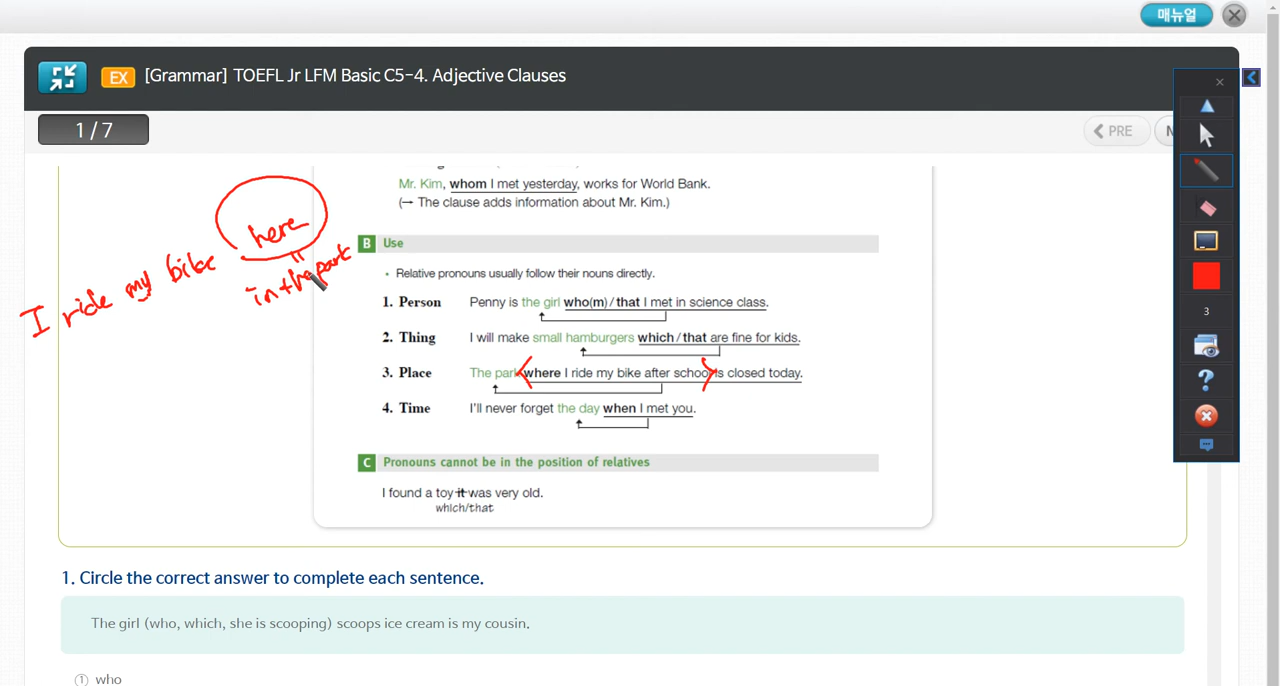 매뉴얼
EX [Grammar] TOEFL Jr LFM Basic C5-4. Adjective Clauses
1 / 7
PRE
Mr. Kim, whom I met yesterday, works for World Bank.
(→ The clause adds information about Mr. Kim.)
I ride my bike here
in the park
B Use
• Relative pronouns usually follow their nouns directly.
1. Person Penny is the girl who(m) / that I met in science class.
2. Thing I will make small hamburgers which / that are fine for kids.
3. Place The park where I ride my bike after school is closed today.
4. Time I'll never forget the day when I met you.
C Pronouns cannot be in the position of relatives
I found a toy it was very old.
which/that
3
1. Circle the correct answer to complete each sentence.
The girl (who, which, she is scooping) scoops ice cream is my cousin.
① who